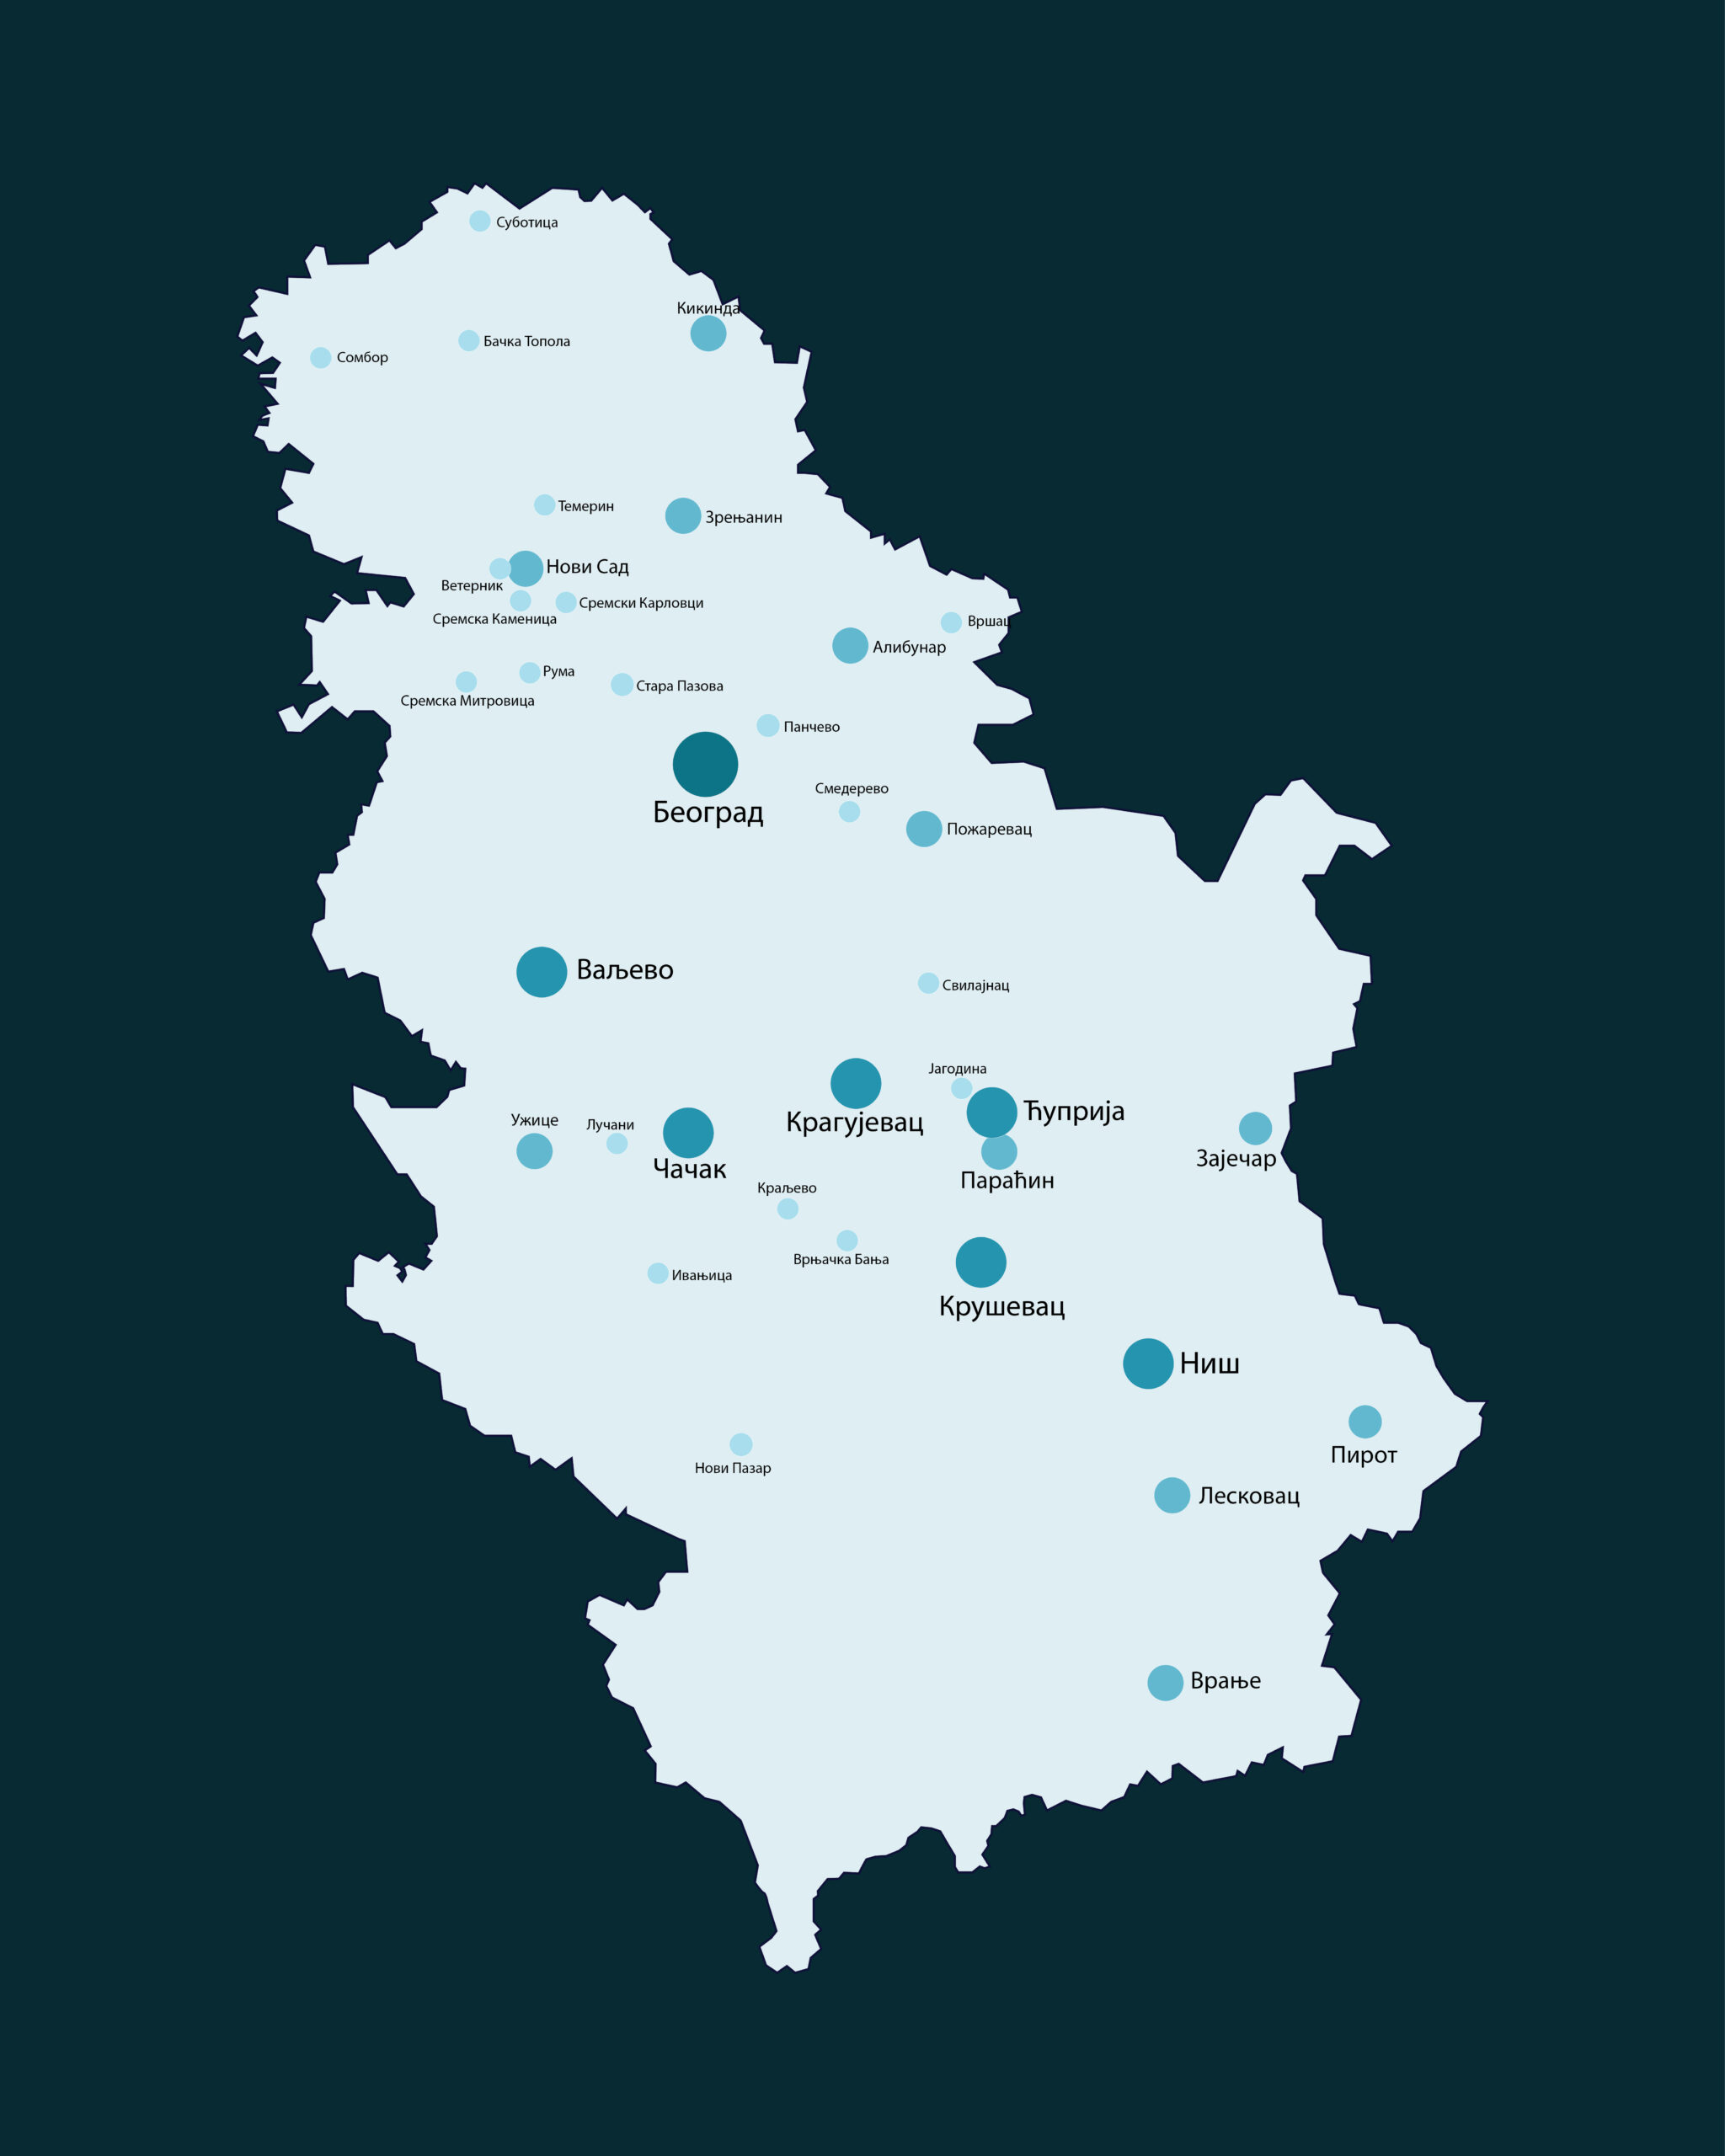 Суботица
Кикинда
Бачка Топола
Сомбор
Темерин
Зрењанин
Нови Сад
Ветерник
Сремски Карловци
Сремска Каменица
Вршац
Алибунар
Рума
Стара Пазова
Сремска Митровица
Панчево
Смедерево
Београд
Пожаревац
Ваљево
Свилајнац
Јагодина
Ћуприја
Крагујевац
Ужице
Лучани
Чачак
Зајечар
Параћин
Краљево
Врњачка Бања
Ивањица
Крушевац
Ниш
Пирот
Нови Пазар
Лесковац
Врање